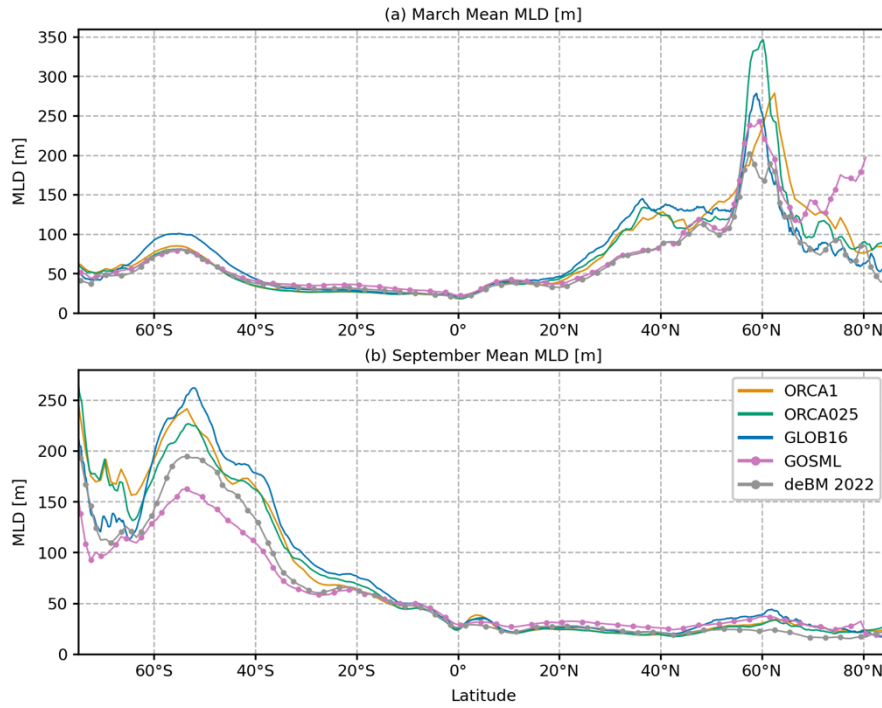 (a) March Mean MLD [m]
350
300
250
200
150
100
50
0
MLD [m]
60°S
40°S
20°S
0°
20°N
40°N
60°N
80°N
(b) September Mean MLD [m]
250
200
150
100
50
0
MLD [m]
ORCA1
ORCA025
GLOB16
GOSML
deBM 2022
60°S
40°S
20°S
0°
20°N
40°N
60°N
80°N
Latitude